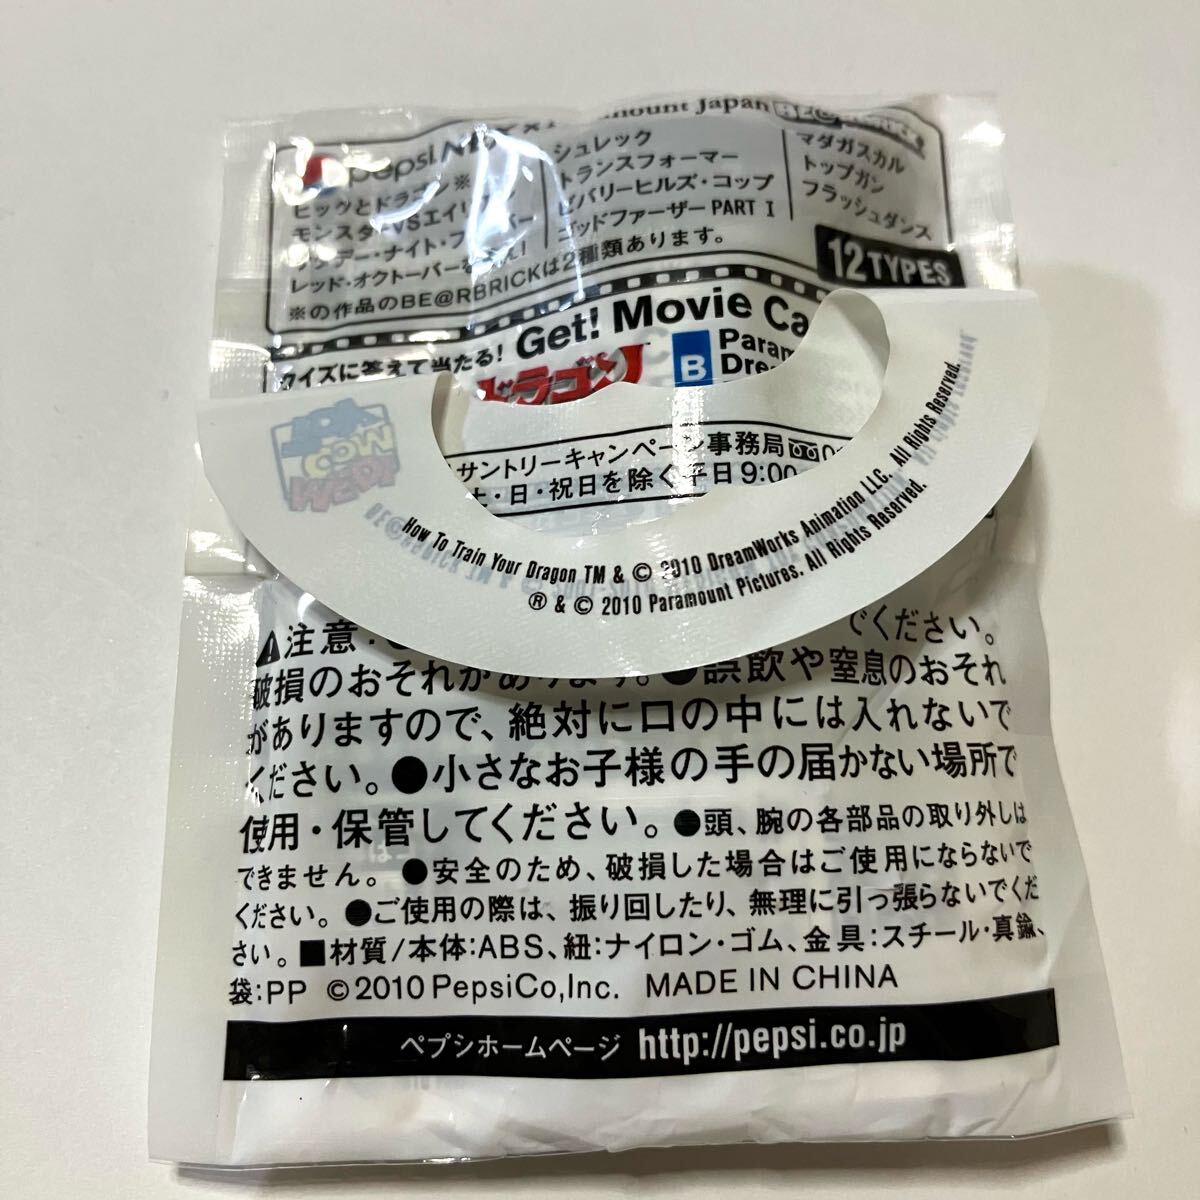 Paramount Japan BE@RBRICK
pepsi NEX
ヒックとドラゴン※
モンスターVSエイリアン
サタデー・ナイト・フィーバー
レッド・オクトーバーを追え!
シュレック
トランスフォーマー
ビバリーヒルズ・コップ
ゴッドファーザー PART I
マダガスカル
トップガン
フラッシュダンス
※の作品のBE@RBRICKは2種類あります。
12TYPES
クイズに答えて当たる! Get! Movie
ドラゴン
B
サントリーキャンペーン事務局
土・日・祝日を除く平日9:00
How To Train Your Dragon TM & © 2010 DreamWorks Animation LLC. All Rights Reserved.
® & © 2010 Paramount Pictures. All Rights Reserved.
注意: でください。
破損のおそれがあります。●誤飲や窒息のおそれ
がありますので、絶対に口の中には入れないで
ください。●小さなお子様の手の届かない場所で
使用・保管してください。●頭、腕の各部品の取り外しは
できません。●安全のため、破損した場合はご使用にならないで
ください。●ご使用の際は、振り回したり、無理に引っ張らないでくだ
さい。■材質/本体:ABS、紐:ナイロン・ゴム、金具:スチール・真鍮、
袋:PP ©2010 PepsiCo,Inc. MADE IN CHINA
ペプシホームページ http://pepsi.co.jp